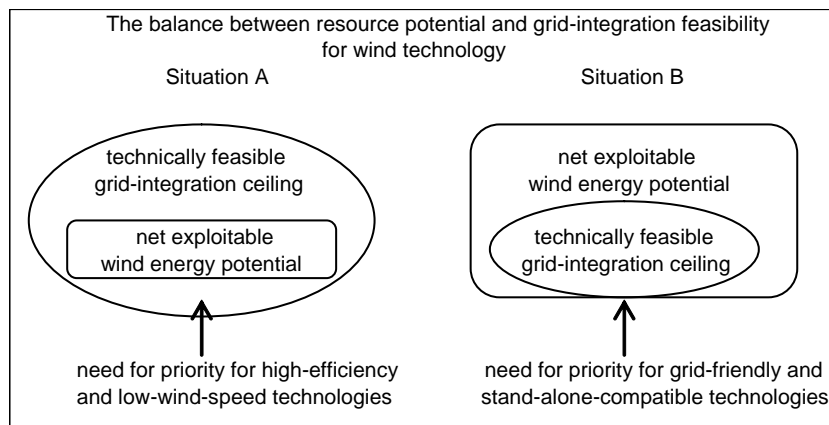 The balance between resource potential and grid-integration feasibility
for wind technology
Situation A
technically feasible
grid-integration ceiling
net exploitable
wind energy potential
need for priority for high-efficiency
and low-wind-speed technologies
Situation B
net exploitable
wind energy potential
technically feasible
grid-integration ceiling
need for priority for grid-friendly and
stand-alone-compatible technologies